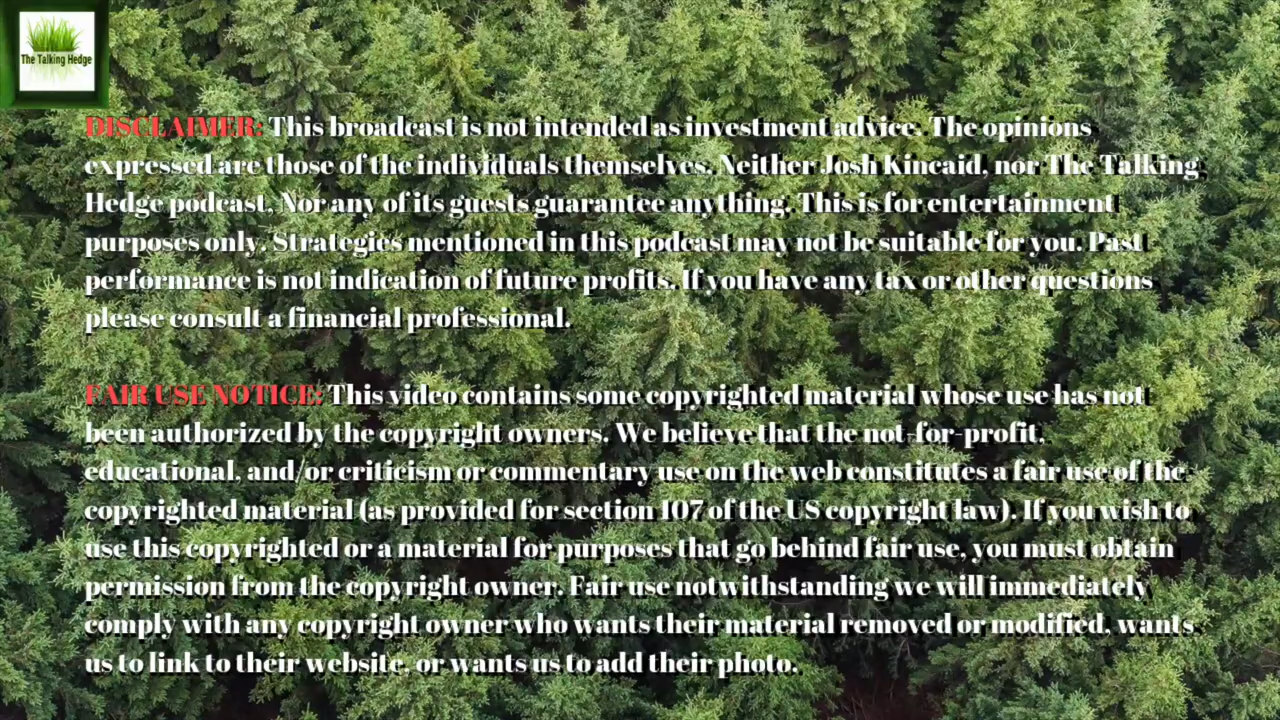 The Talking Hedge
DISCLAIMER: This broadcast is not intended as investment advice. The opinions
expressed are those of the individuals themselves. Neither Josh Kincaid, nor The Talking
Hedge podcast, Nor any of its guests guarantee anything. This is for entertainment
purposes only. Strategies mentioned in this podcast may not be suitable for you. Past
performance is not indication of future profits. If you have any tax or other questions
please consult a financial professional.
FAIR USE NOTICE: This video contains some copyrighted material whose use has not
been authorized by the copyright owners. We believe that the not-for-profit,
educational, and/or criticism or commentary use on the web constitutes a fair use of the
copyrighted material (as provided for section 107 of the US copyright law). If you wish to
use this copyrighted or a material for purposes that go behind fair use, you must obtain
permission from the copyright owner. Fair use notwithstanding we will immediately
comply with any copyright owner who wants their material removed or modified, wants
us to link to their website, or wants us to add their photo.